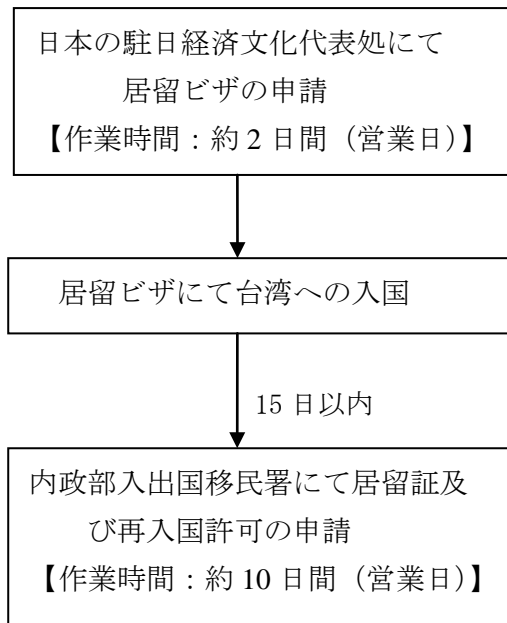 日本の駐日経済文化代表処にて
居留ビザの申請
【作業時間：約 2 日間（営業日）】
居留ビザにて台湾への入国
15 日以内
内政部入出国移民署にて居留証及
び再入国許可の申請
【作業時間：約 10 日間（営業日）】